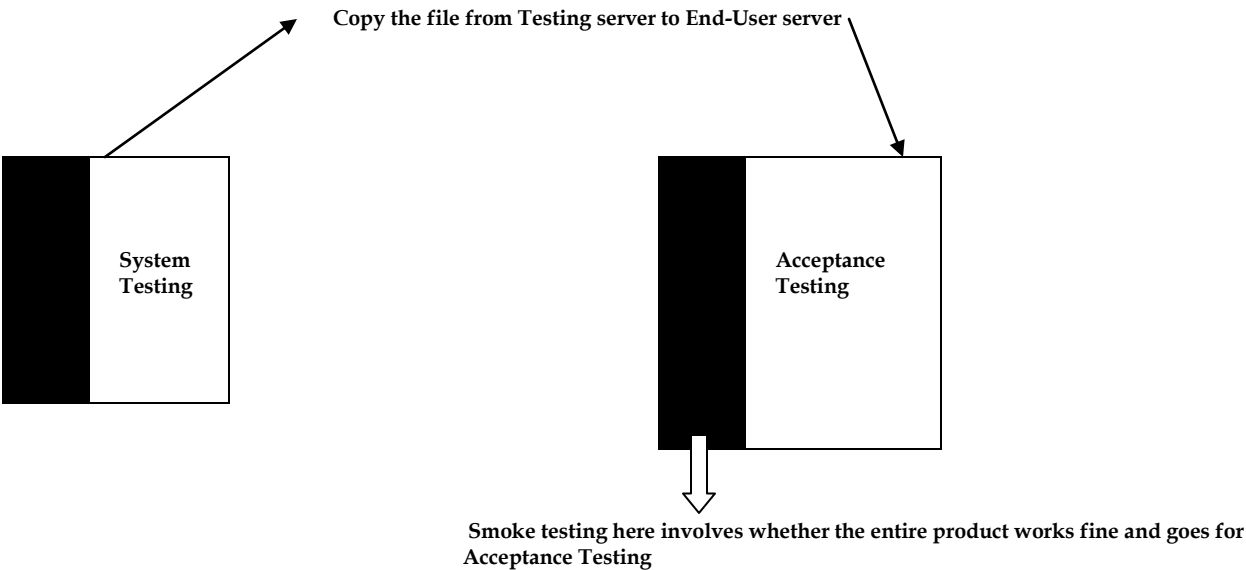 Copy the file from Testing server to End-User server
System
Testing
Acceptance
Testing
Smoke testing here involves whether the entire product works fine and goes for
Acceptance Testing